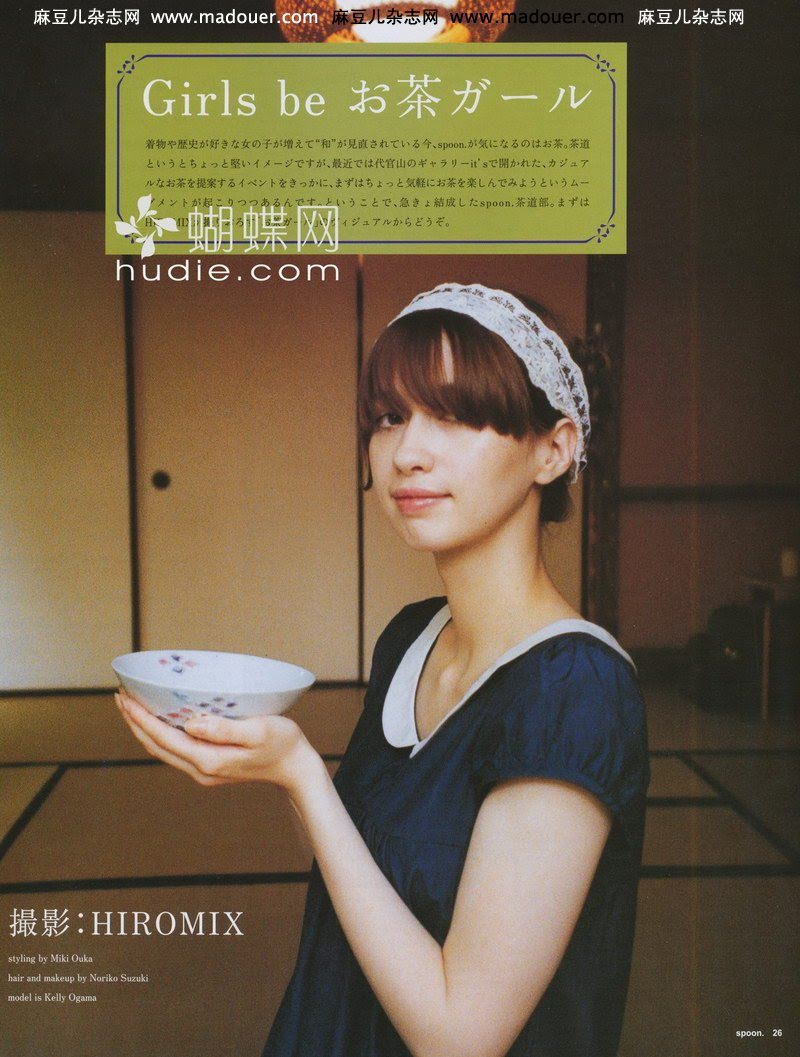 麻豆儿杂志网 www.madouer.com 麻豆儿杂志网 www.madouer.com 麻豆儿杂志网
Girls be お茶ガール
着物や歴史が好きな女の子が増えて“和”が見直されている今、spoon.が気になるのはお茶。茶道
というとちょっと堅いイメージですが、最近では代官山のギャラリーit'sで開かれた、カジュア
ルなお茶を提案するイベントをきっかけに、まずはちょっと気軽にお茶を楽しんでみようというムー
ブメントが起こりつつあるんです。ということで、急きょ結成したspoon.茶道部。まずは
HIROMIX お茶ガール」のヴィジュアルからどうぞ。
蝴蝶网
hudie.com
撮影:HIROMIX
styling by Miki Ouka
hair and makeup by Noriko Suzuki
model is Kelly Ogama
spoon. 26